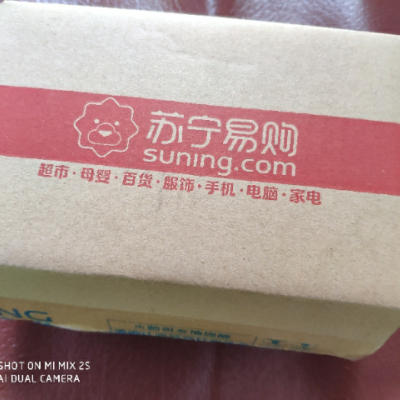 苏宁易购
suning.com
超市·母婴·百货·服饰·手机·电脑·家电
NG
SHOT ON MI MIX 2S
AI DUAL CAMERA